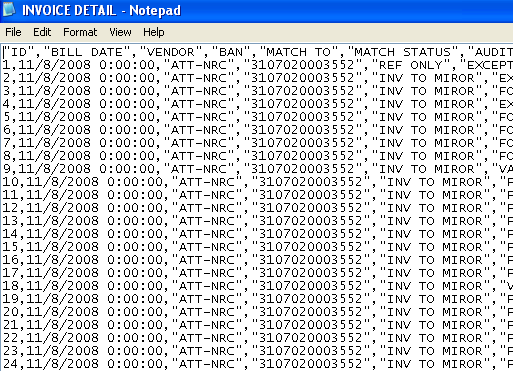 INVOICE DETAIL - Notepad
File Edit Format View Help
"ID","BILL DATE","VENDOR","BAN","MATCH TO","MATCH STATUS","AUDIT
1,11/8/2008 0:00:00,"ATT-NRC","3107020003552","REF ONLY","EXCEPT
2,11/8/2008 0:00:00,"ATT-NRC","3107020003552","INV TO MIROR","EX
3,11/8/2008 0:00:00,"ATT-NRC","3107020003552","INV TO MIROR","FO
4,11/8/2008 0:00:00,"ATT-NRC","3107020003552","INV TO MIROR","EX
5,11/8/2008 0:00:00,"ATT-NRC","3107020003552","INV TO MIROR","FO
6,11/8/2008 0:00:00,"ATT-NRC","3107020003552","INV TO MIROR","FO
7,11/8/2008 0:00:00,"ATT-NRC","3107020003552","INV TO MIROR","FO
8,11/8/2008 0:00:00,"ATT-NRC","3107020003552","INV TO MIROR","FO
9,11/8/2008 0:00:00,"ATT-NRC","3107020003552","INV TO MIROR","VA
10,11/8/2008 0:00:00,"ATT-NRC","3107020003552","INV TO MIROR","F
11,11/8/2008 0:00:00,"ATT-NRC","3107020003552","INV TO MIROR","F
12,11/8/2008 0:00:00,"ATT-NRC","3107020003552","INV TO MIROR","F
13,11/8/2008 0:00:00,"ATT-NRC","3107020003552","INV TO MIROR","F
14,11/8/2008 0:00:00,"ATT-NRC","3107020003552","INV TO MIROR","F
15,11/8/2008 0:00:00,"ATT-NRC","3107020003552","INV TO MIROR","F
16,11/8/2008 0:00:00,"ATT-NRC","3107020003552","INV TO MIROR","F
17,11/8/2008 0:00:00,"ATT-NRC","3107020003552","INV TO MIROR","F
18,11/8/2008 0:00:00,"ATT-NRC","3107020003552","INV TO MIROR","V
19,11/8/2008 0:00:00,"ATT-NRC","3107020003552","INV TO MIROR","F
20,11/8/2008 0:00:00,"ATT-NRC","3107020003552","INV TO MIROR","F
21,11/8/2008 0:00:00,"ATT-NRC","3107020003552","INV TO MIROR","F
22,11/8/2008 0:00:00,"ATT-NRC","3107020003552","INV TO MIROR","F
23,11/8/2008 0:00:00,"ATT-NRC","3107020003552","INV TO MIROR","F
24,11/8/2008 0:00:00,"ATT-NRC","3107020003552","INV TO MIROR","F